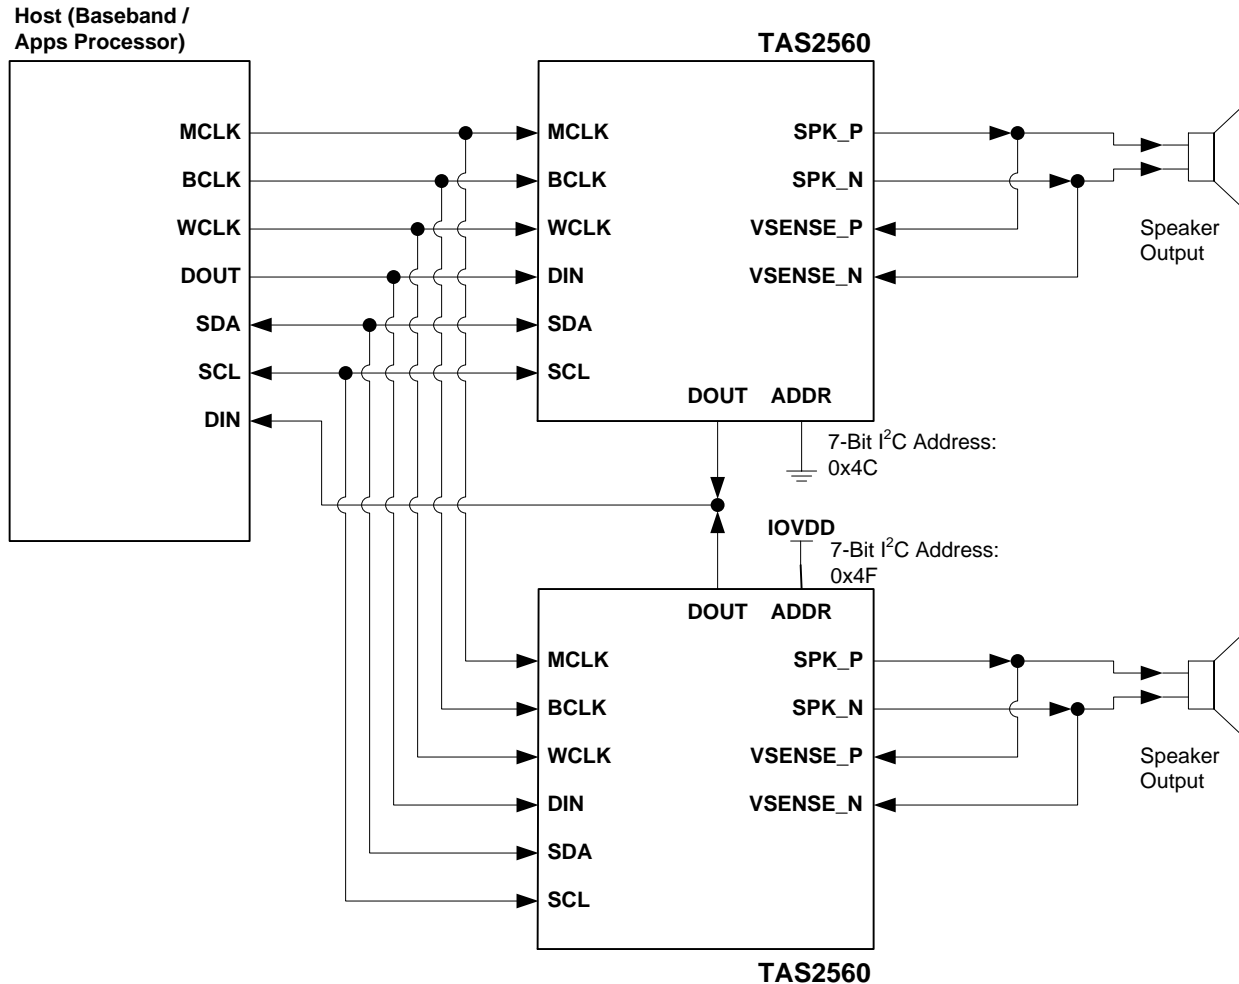 Host (Baseband /
Apps Processor)
MCLK
BCLK
WCLK
DOUT
SDA
SCL
DIN
TAS2560
MCLK
BCLK
WCLK
DIN
SDA
SCL
SPK_P
SPK_N
VSENSE_P
VSENSE_N
DOUT ADDR
Speaker
Output
7-Bit I²C Address:
0x4C
IOVDD
7-Bit I²C Address:
0x4F
DOUT ADDR
MCLK
BCLK
WCLK
DIN
SDA
SCL
SPK_P
SPK_N
VSENSE_P
VSENSE_N
Speaker
Output
TAS2560